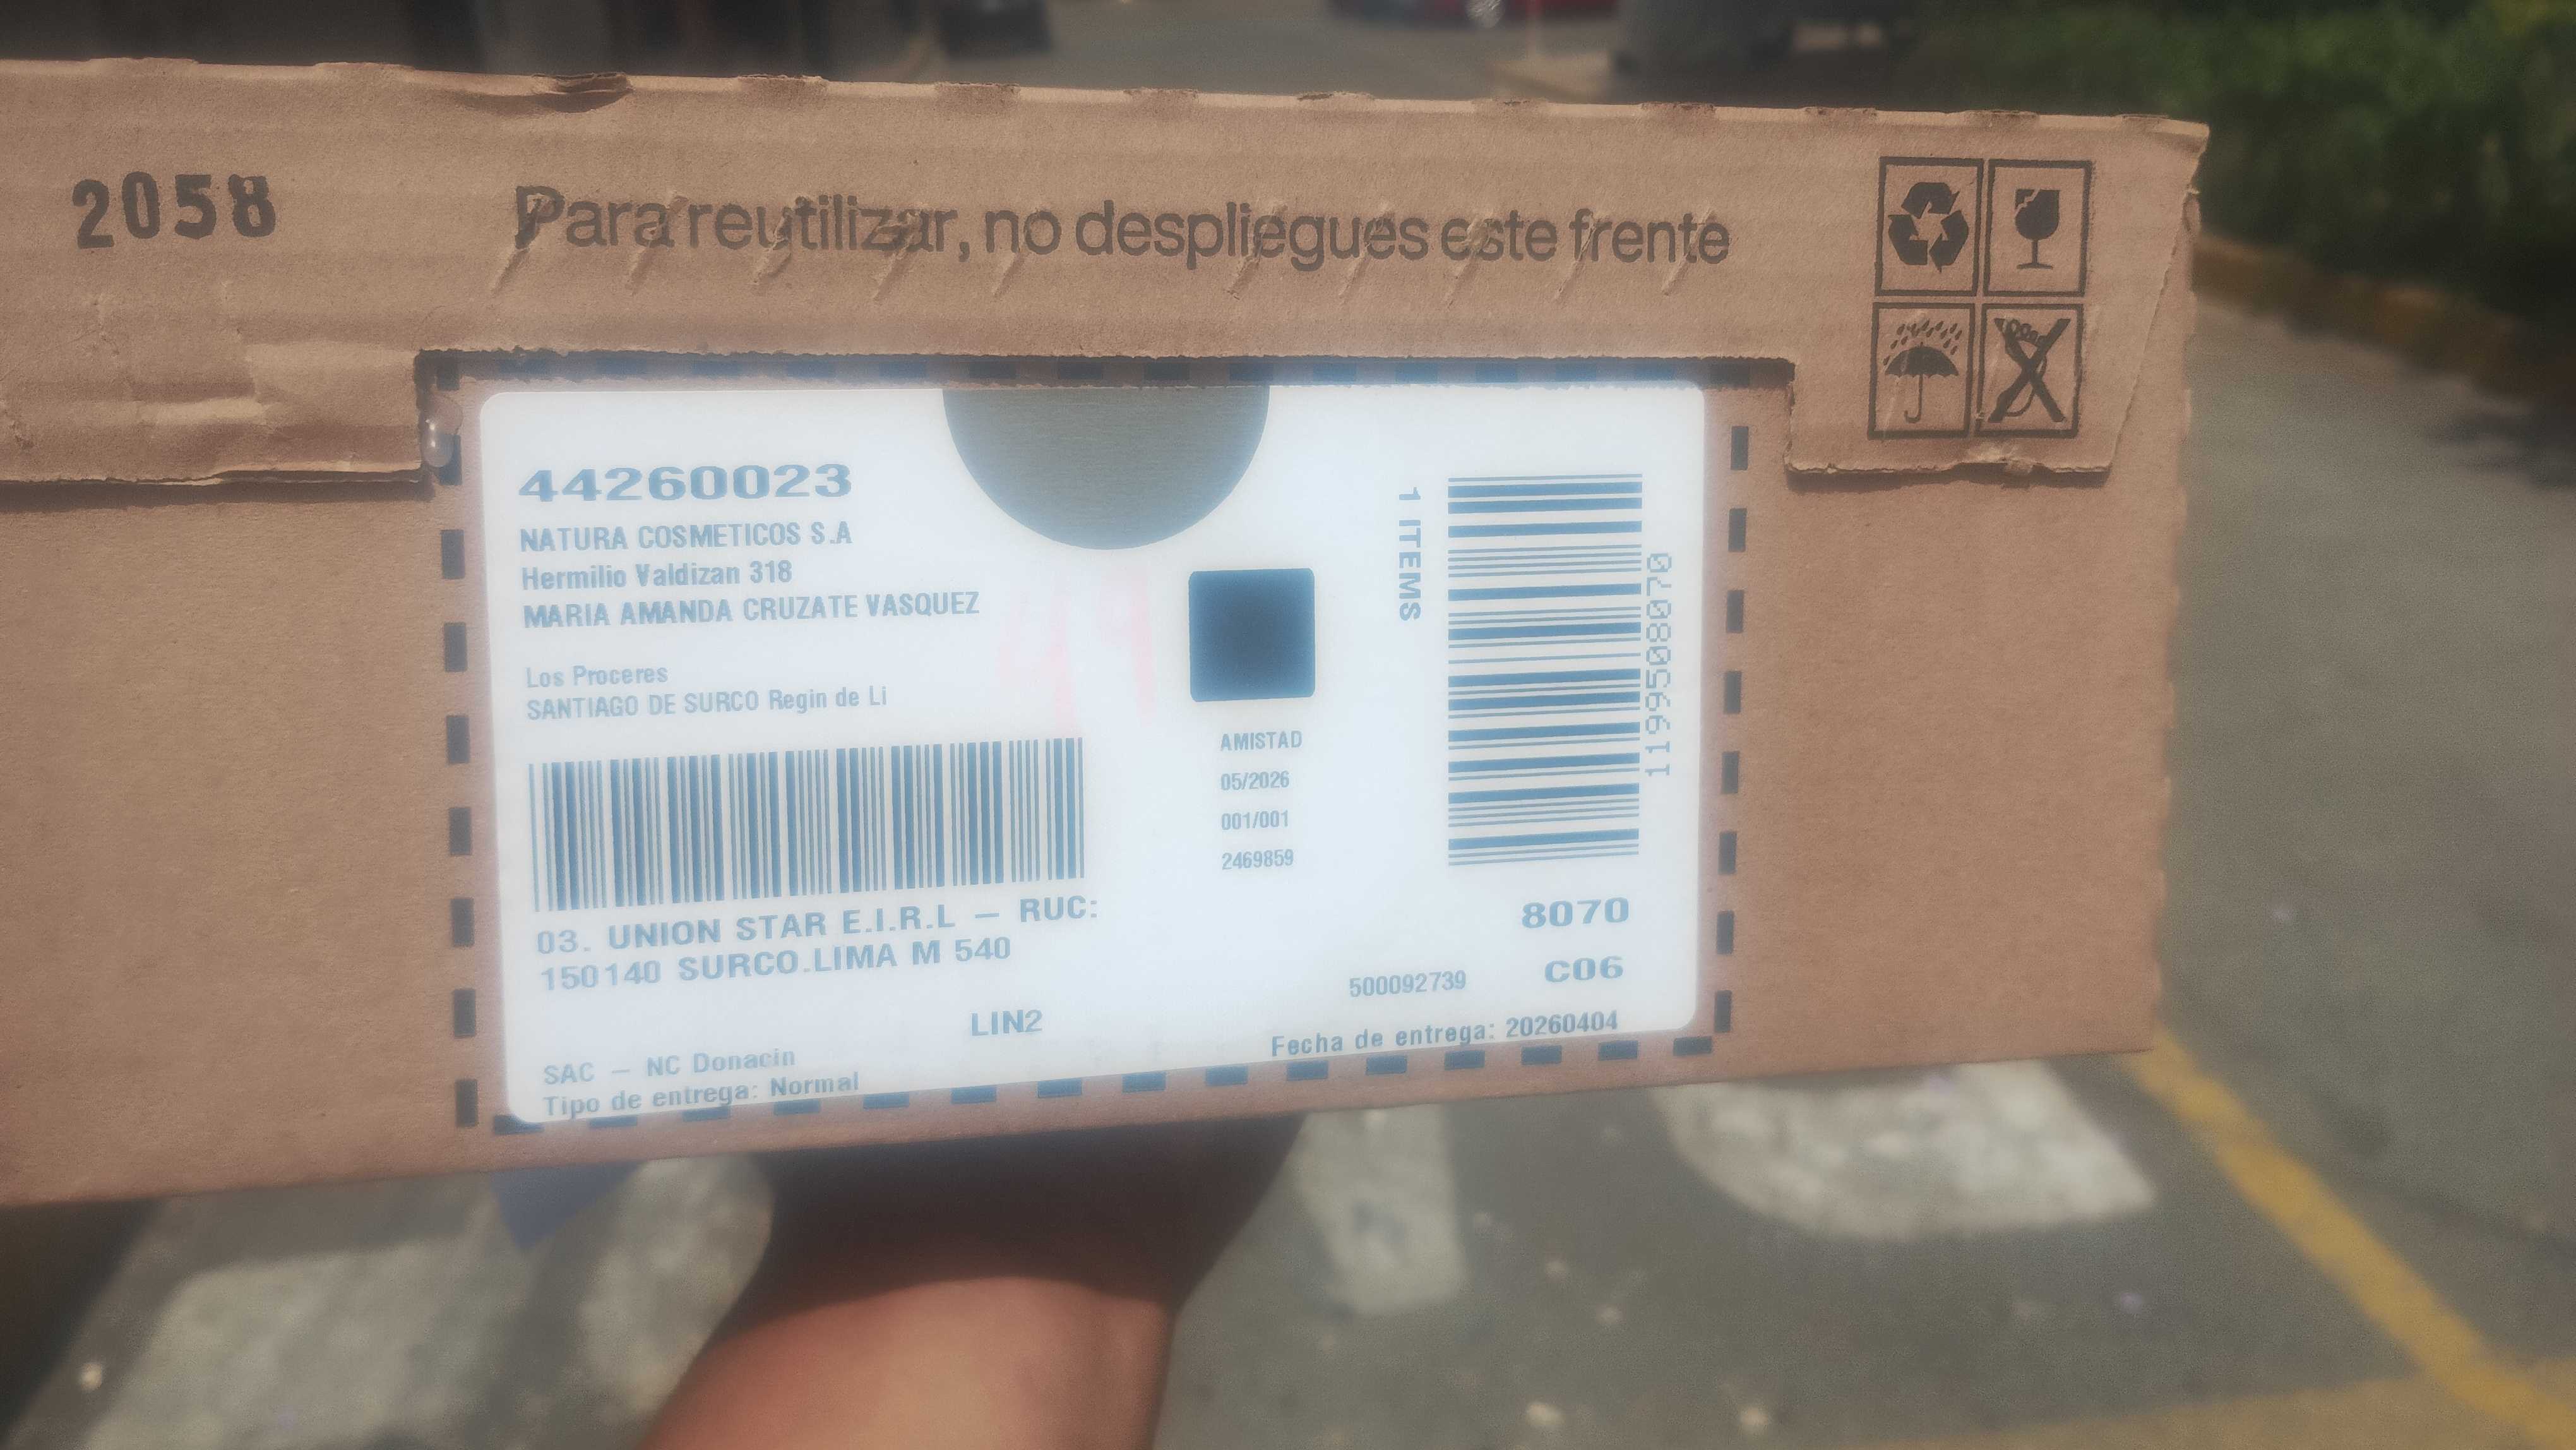 2058
Para reutilizar, no despliegues este frente
44260023
NATURA COSMETICOS S.A
Hermilio Valdizan 318
MARIA AMANDA CRUZATE VASQUEZ
Los Proceres
SANTIAGO DE SURCO Regin de Li
03. UNION STAR E.I.R.L – RUC:
150140 SURCO.LIMA M 540
LIN2
SAC – NC Donacin
Tipo de entrega: Normal
AMISTAD
05/2026
001/001
2469859
1 ITEMS
1199508070
8070
C06
500092739
Fecha de entrega: 20260404